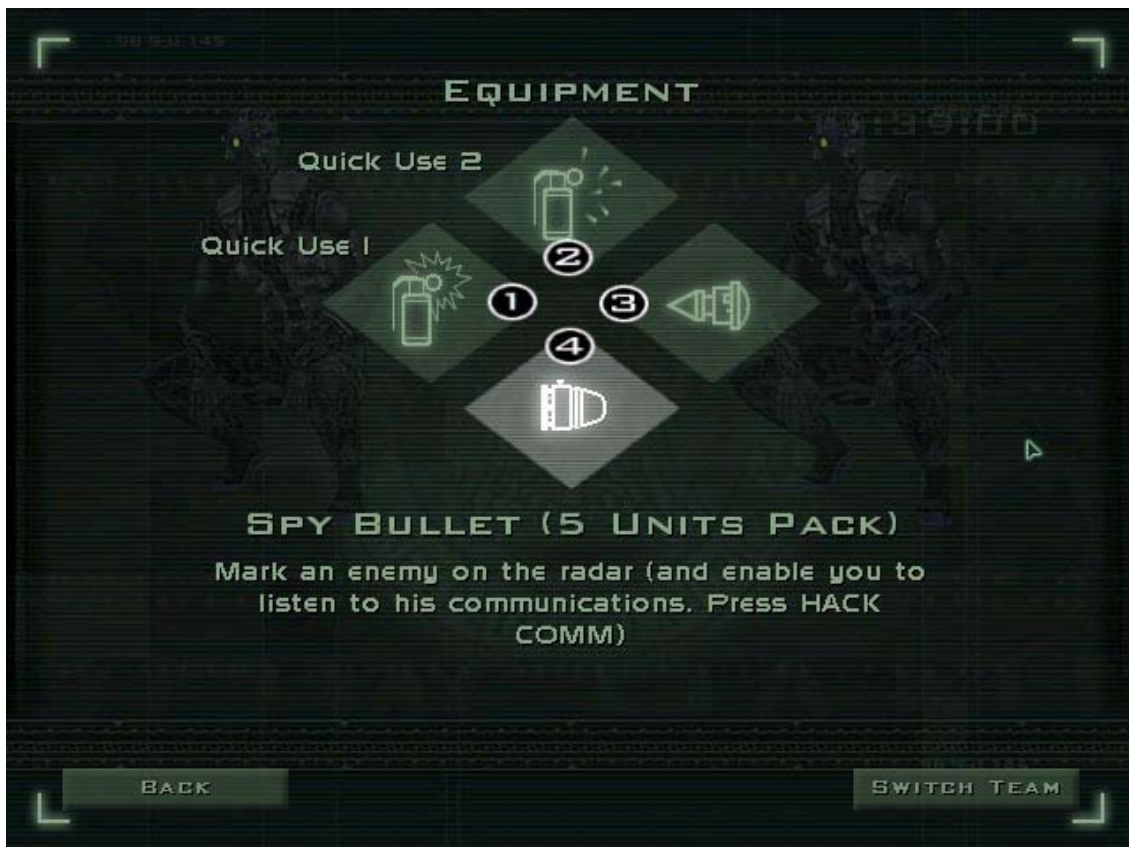 Equipment
Quick Use 2
Quick Use 1
2
1
3
4
Spy Bullet (5 Units Pack)
Mark an enemy on the radar (and enable you to
listen to his communications. Press HACK
COMM)
Back
Switch Team